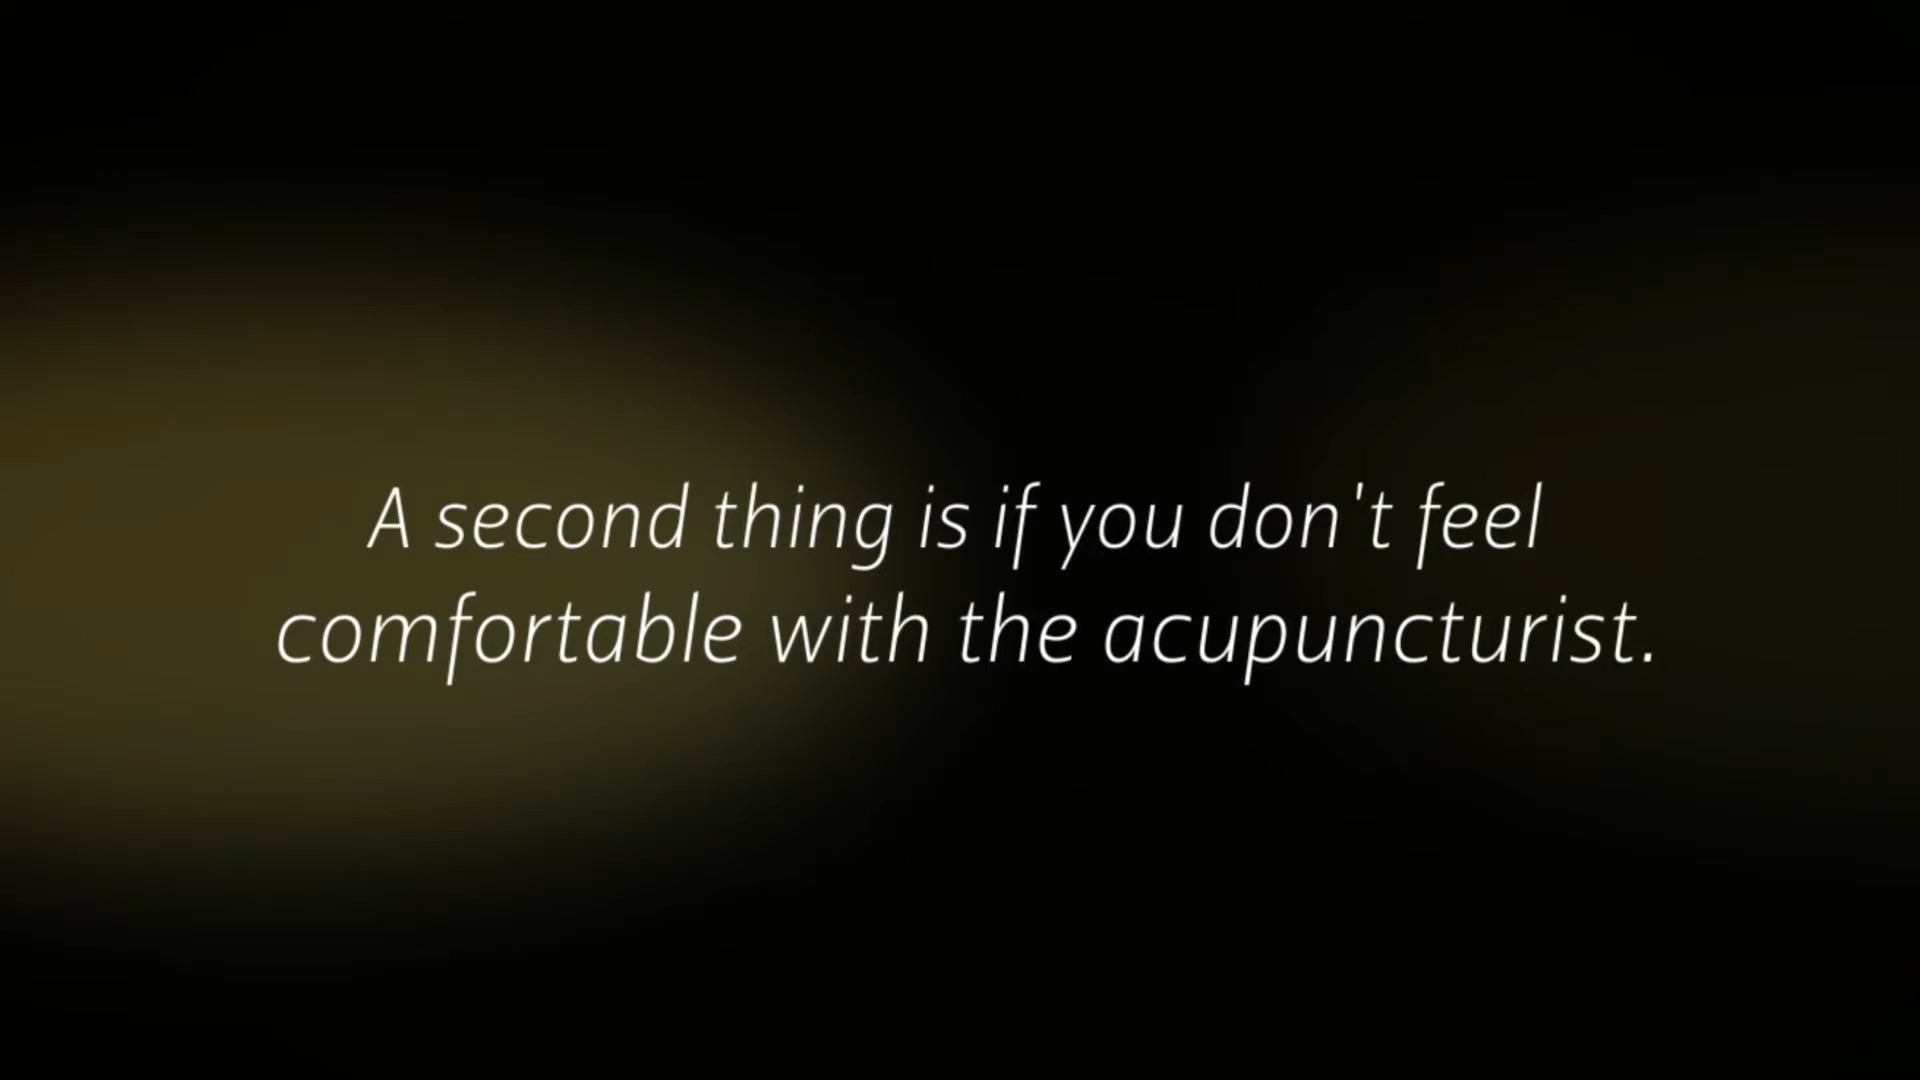 A second thing is if you don't feel
comfortable with the acupuncturist.